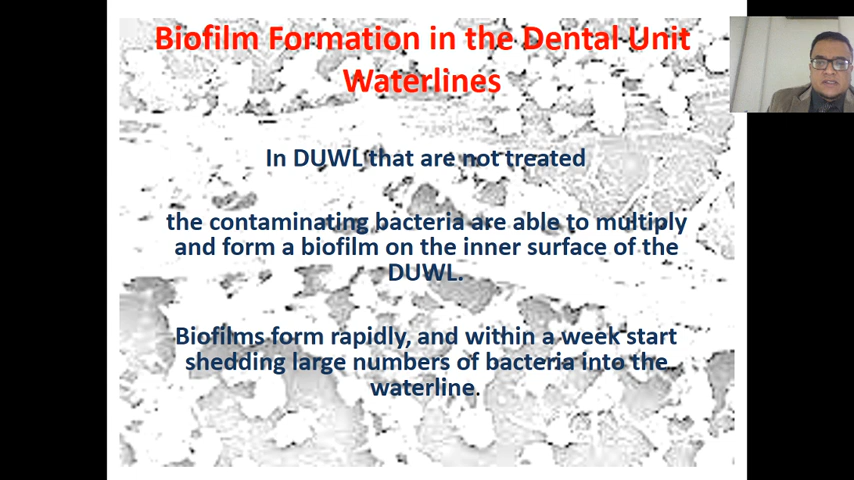 Biofilm Formation in the Dental Unit
Waterlines
In DUWL that are not treated
the contaminating bacteria are able to multiply
and form a biofilm on the inner surface of the
DUWL.
Biofilms form rapidly, and within a week start
shedding large numbers of bacteria into the
waterline.